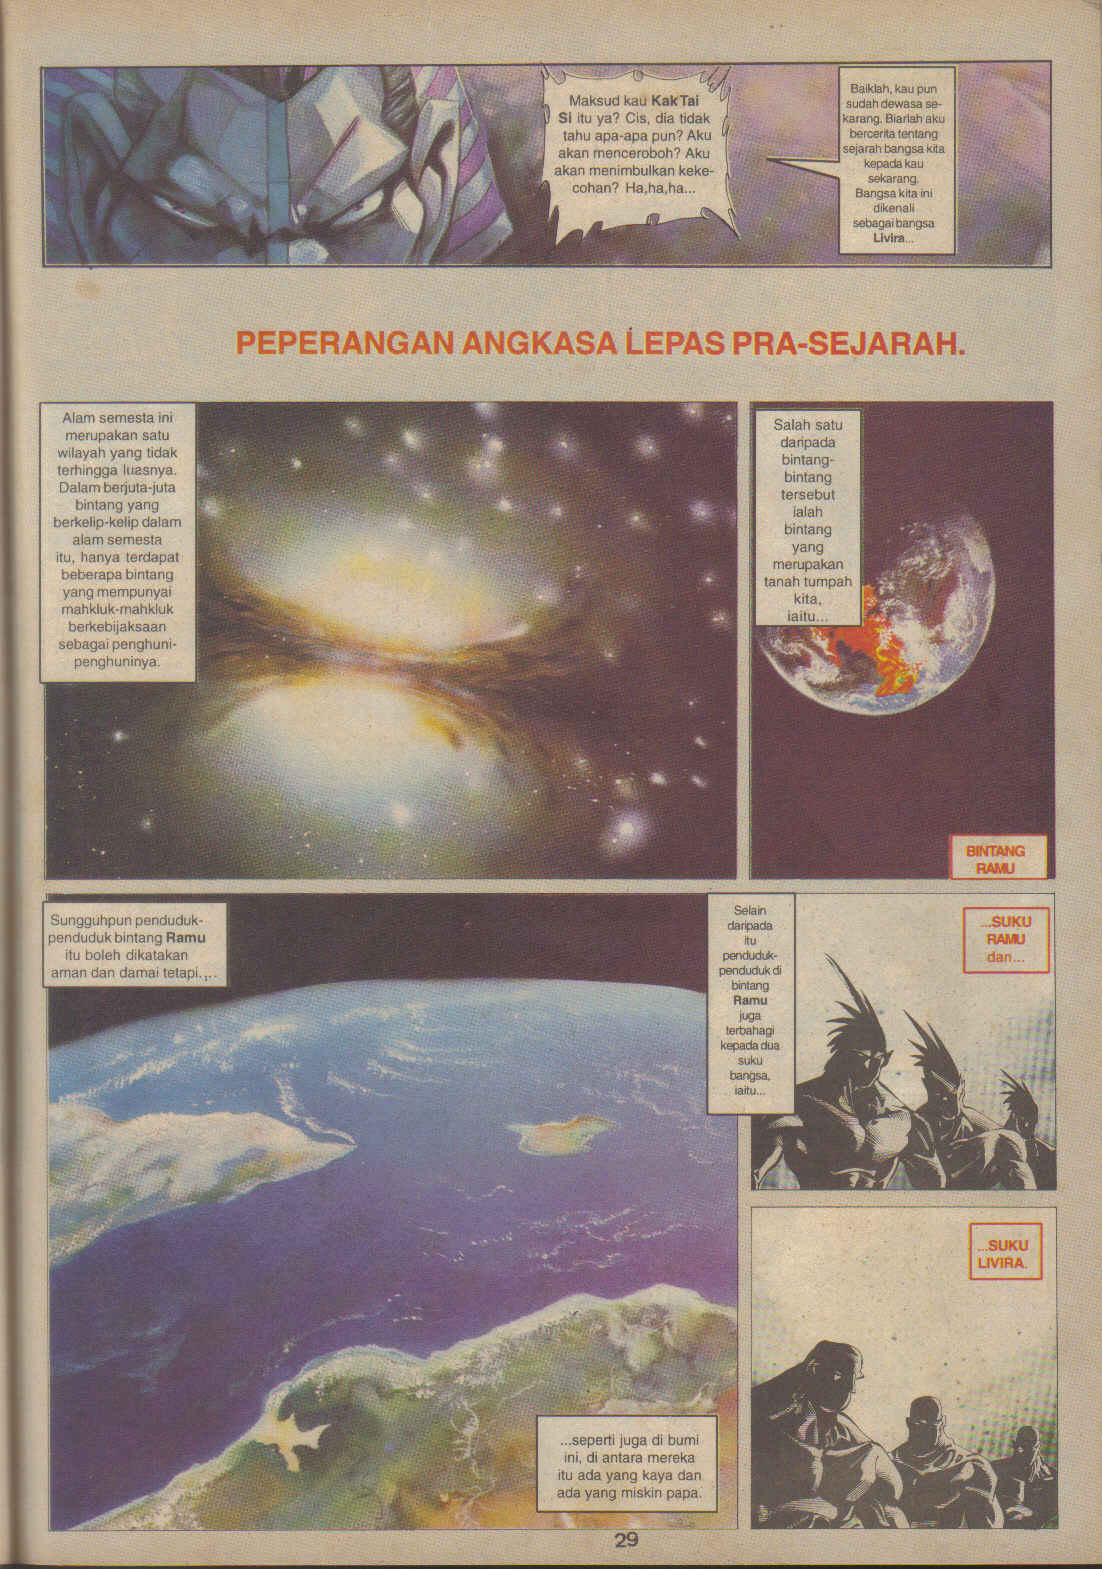 Maksud kau Kak Tai
Si itu ya? Cis, dia tidak
tahu apa-apa pun? Aku
akan menceroboh? Aku
akan menimbulkan keke-
cohan? Ha,ha,ha...
Baiklah, kau pun
sudah dewasa se-
karang. Biarlah aku
bercerita tentang
sejarah bangsa kita
kepada kau
sekarang.
Bangsa kita ini
dikenali
sebagai bangsa
Livira...
PEPERANGAN ANGKASA LEPAS PRA-SEJARAH.
Alam semesta ini
merupakan satu
wilayah yang tidak
terhingga luasnya.
Dalam berjuta-juta
bintang yang
berkelip-kelip dalam
alam semesta
itu, hanya terdapat
beberapa bintang
yang mempunyai
mahkluk-mahkluk
berkebijaksaan
sebagai penghuni-
penghuninya.
Salah satu
daripada
bintang-
bintang
tersebut
ialah
bintang
yang
merupakan
tanah tumpah
kita,
iaitu...
BINTANG
RAMU
Sungguhpun penduduk-
penduduk bintang Ramu
itu boleh dikatakan
aman dan damai tetapi...
...seperti juga di bumi
ini, di antara mereka
itu ada yang kaya dan
ada yang miskin papa.
Selain
daripada
itu
penduduk-
penduduk di
bintang
Ramu
juga
terbahagi
kepada dua
suku
bangsa,
iaitu...
...SUKU
RAMU
dan...
...SUKU
LIVIRA.
29